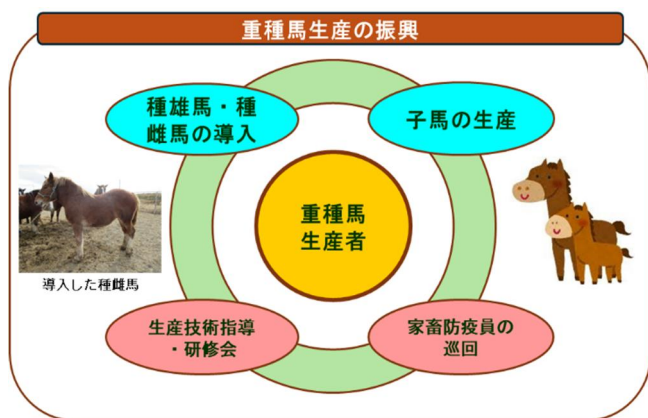 重種馬生産の振興
種雄馬・種
雌馬の導入
子馬の生産
重種馬
生産者
導入した種雌馬
生産技術指導
・研修会
家畜防疫員の
巡回